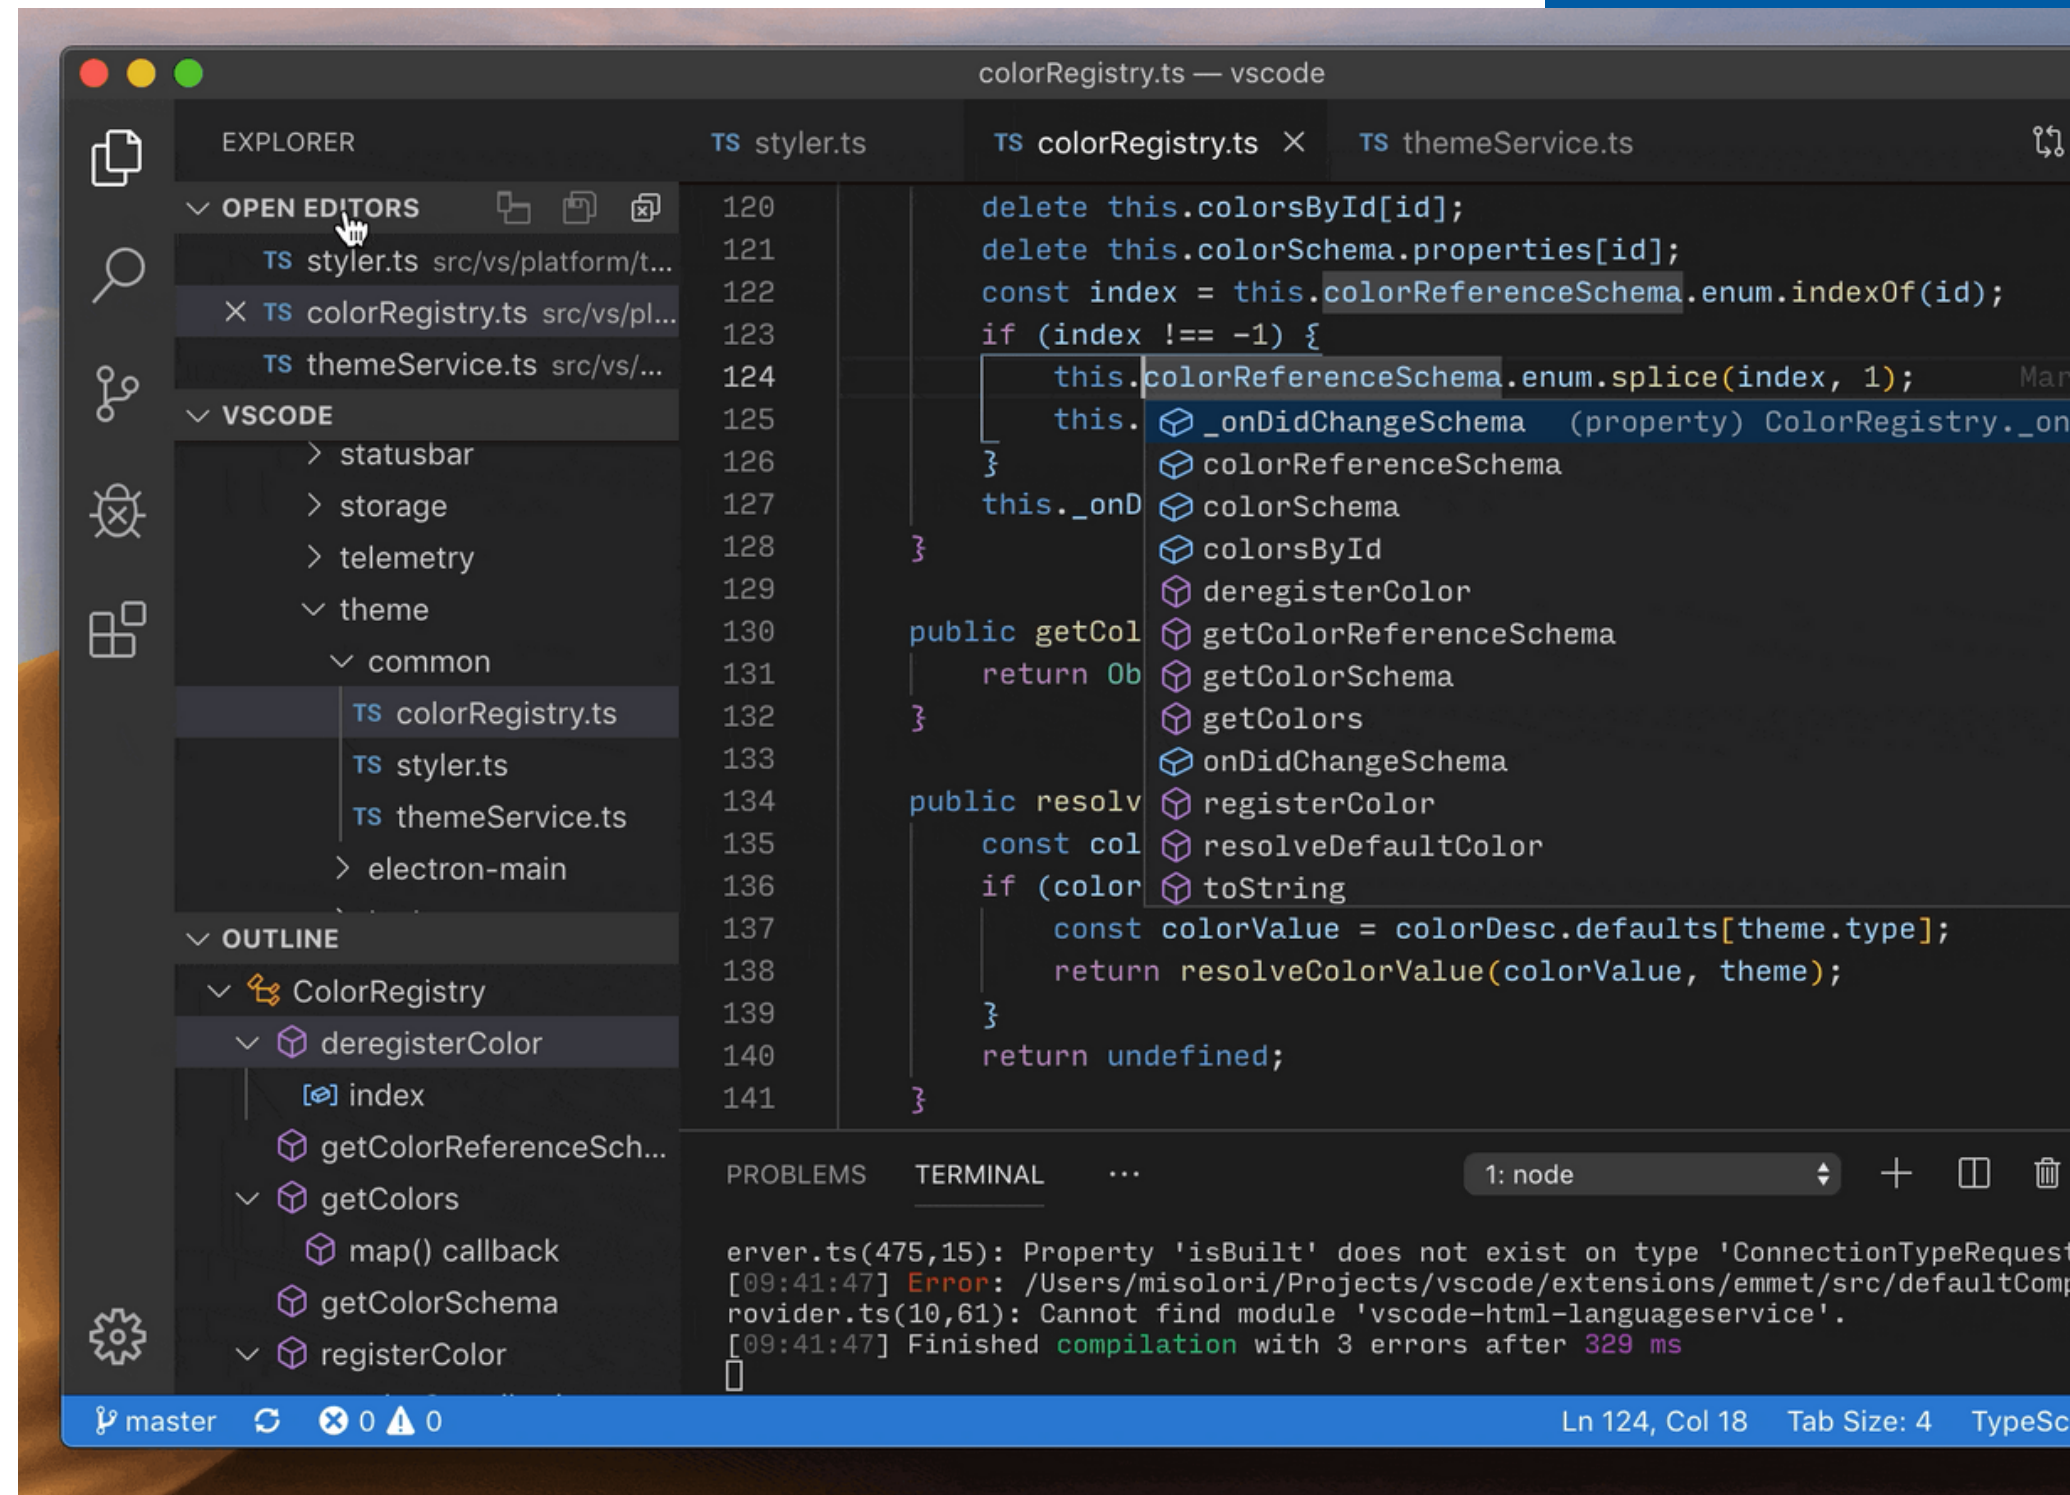 colorRegistry.ts — vscode
EXPLORER
OPEN EDITORS
TS styler.ts src/vs/platform/t...
TS colorRegistry.ts src/vs/pl...
TS themeService.ts src/vs/...
VSCODE
statusbar
storage
telemetry
theme
common
TS colorRegistry.ts
TS styler.ts
TS themeService.ts
electron-main
OUTLINE
ColorRegistry
deregisterColor
index
getColorReferenceSch...
getColors
map() callback
getColorSchema
registerColor
TS styler.ts TS colorRegistry.ts TS themeService.ts
120 delete this.colorsById[id];
121 delete this.colorSchema.properties[id];
122 const index = this.colorReferenceSchema.enum.indexOf(id);
123 if (index !== -1) {
124 this.colorReferenceSchema.enum.splice(index, 1); Mar
125 this.
126 }
127 this._onD
128 }
129
130 public getCol
131 return Ob
132 }
133
134 public resolv
135 const col
136 if (color
137 const colorValue = colorDesc.defaults[theme.type];
138 return resolveColorValue(colorValue, theme);
139 }
140 return undefined;
141 }
_onDidChangeSchema (property) ColorRegistry._on
colorReferenceSchema
colorSchema
colorsById
deregisterColor
getColorReferenceSchema
getColorSchema
getColors
onDidChangeSchema
registerColor
resolveDefaultColor
toString
PROBLEMS TERMINAL ... 1: node
erver.ts(475,15): Property 'isBuilt' does not exist on type 'ConnectionTypeRequest
[09:41:47] Error: /Users/misolori/Projects/vscode/extensions/emmet/src/defaultComp
rovider.ts(10,61): Cannot find module 'vscode-html-languageservice'.
[09:41:47] Finished compilation with 3 errors after 329 ms
master 0 0 Ln 124, Col 18 Tab Size: 4 TypeSc